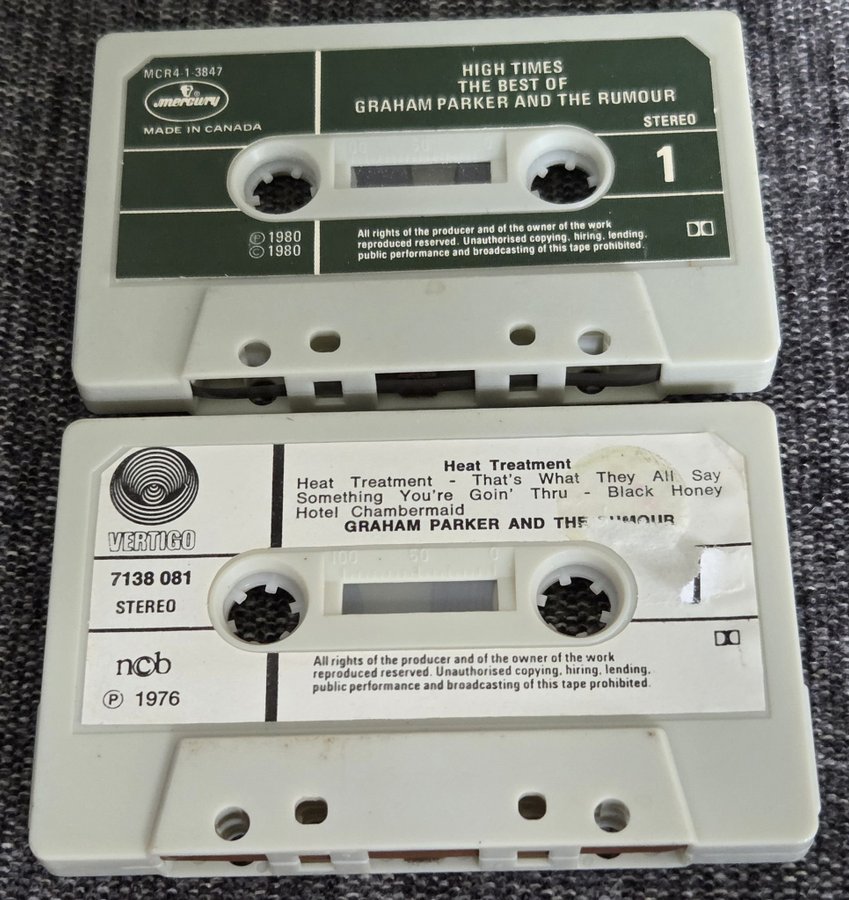 MCR4-1-3847
mercury
MADE IN CANADA
HIGH TIMES
THE BEST OF
GRAHAM PARKER AND THE RUMOUR
STEREO
1
100 50 0
Ⓟ 1980
© 1980
All rights of the producer and of the owner of the work
reproduced reserved. Unauthorised copying, hiring, lending,
public performance and broadcasting of this tape prohibited.
VERTIGO
Heat Treatment
Heat Treatment - That's What They All Say
Something You're Goin' Thru - Black Honey
Hotel Chambermaid
GRAHAM PARKER AND THE RUMOUR
7138 081
STEREO
100 50 0
ncb
Ⓟ 1976
All rights of the producer and of the owner of the work
reproduced reserved. Unauthorised copying, hiring, lending,
public performance and broadcasting of this tape prohibited.